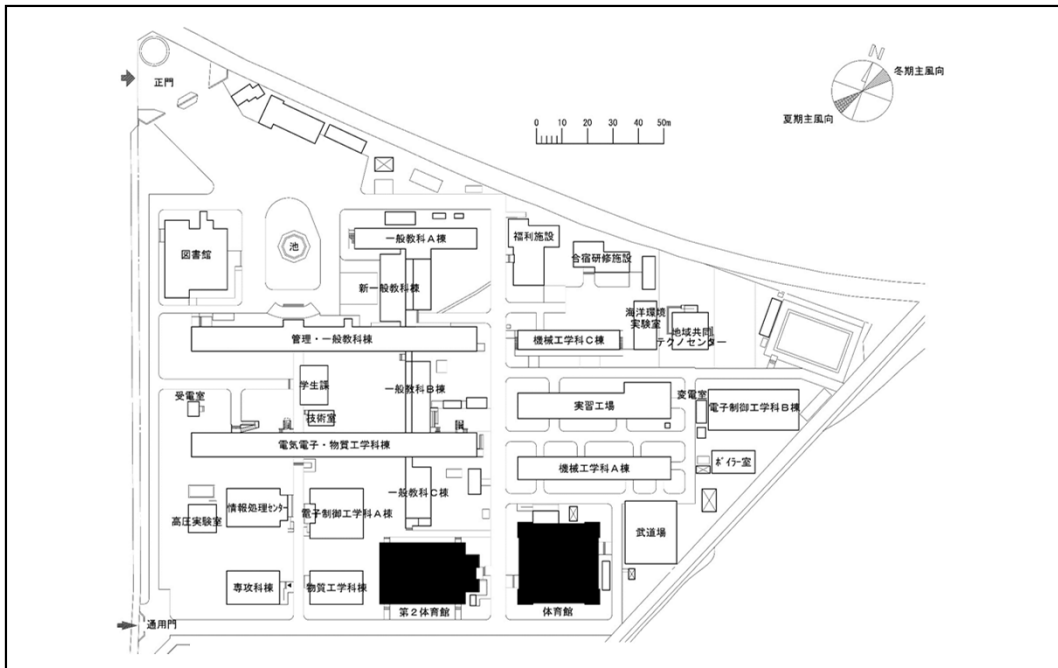 正門
N
冬期主風向
夏期主風向
0 10 20 30 40 50m
図書館
池
一般教科A棟
福利施設
合宿研修施設
新一般教科棟
海洋環境
実験室
地域共同
テクノセンター
管理・一般教科棟
機械工学科C棟
学生課
一般教科B棟
受電室
技術室
実習工場
変電室
電子制御工学科B棟
電気電子・物質工学科棟
機械工学科A棟
ボイラー室
一般教科C棟
情報処理センター
電子制御工学科A棟
高圧実験室
武道場
専攻科棟
物質工学科棟
第2体育館
体育館
通用門